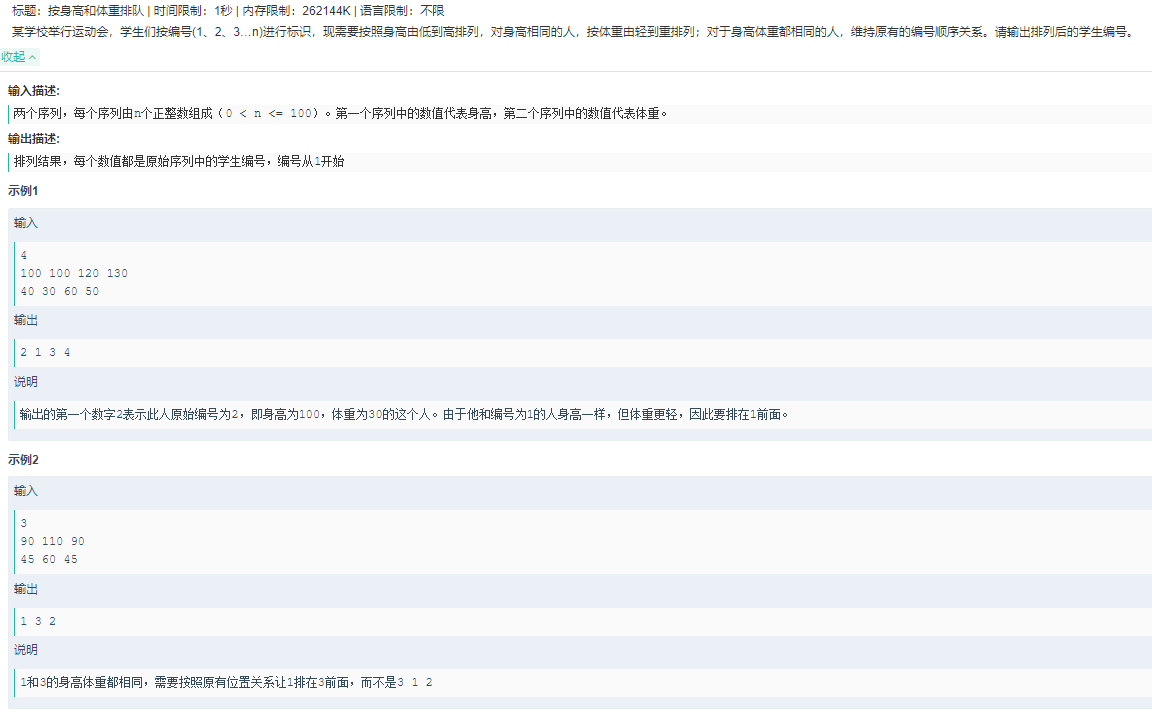 标题：按身高和体重排队 | 时间限制：1秒 | 内存限制：262144K | 语言限制：不限
某学校举行运动会，学生们按编号(1、2、3…n)进行标识，现需要按照身高由低到高排列，对身高相同的人，按体重由轻到重排列；对于身高体重都相同的人，维持原有的编号顺序关系。请输出排列后的学生编号。
收起
输入描述:
两个序列，每个序列由n个正整数组成（0 < n <= 100）。第一个序列中的数值代表身高，第二个序列中的数值代表体重。
输出描述:
排列结果，每个数值都是原始序列中的学生编号，编号从1开始
示例1
输入
4
100 100 120 130
40 30 60 50
输出
2 1 3 4
说明
输出的第一个数字2表示此人原始编号为2，即身高为100，体重为30的这个人。由于他和编号为1的人身高一样，但体重更轻，因此要排在1前面。
示例2
输入
3
90 110 90
45 60 45
输出
1 3 2
说明
1和3的身高体重都相同，需要按照原有位置关系让1排在3前面，而不是3 1 2